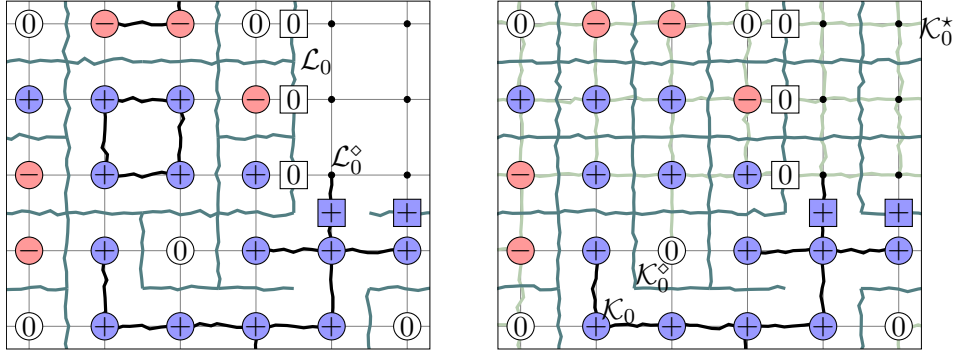 0 − − 0 0
𝓛₀
+ + + − 0
𝓛₀^⋄
− + + + 0
+ +
− + 0 + + +
0 + + + + 0
0 − − 0 0 𝒦₀^⋆
+ + + − 0
− + + + 0
+ +
− + 0 + + +
𝒦₀^⋄
𝒦₀
0 + + + + 0